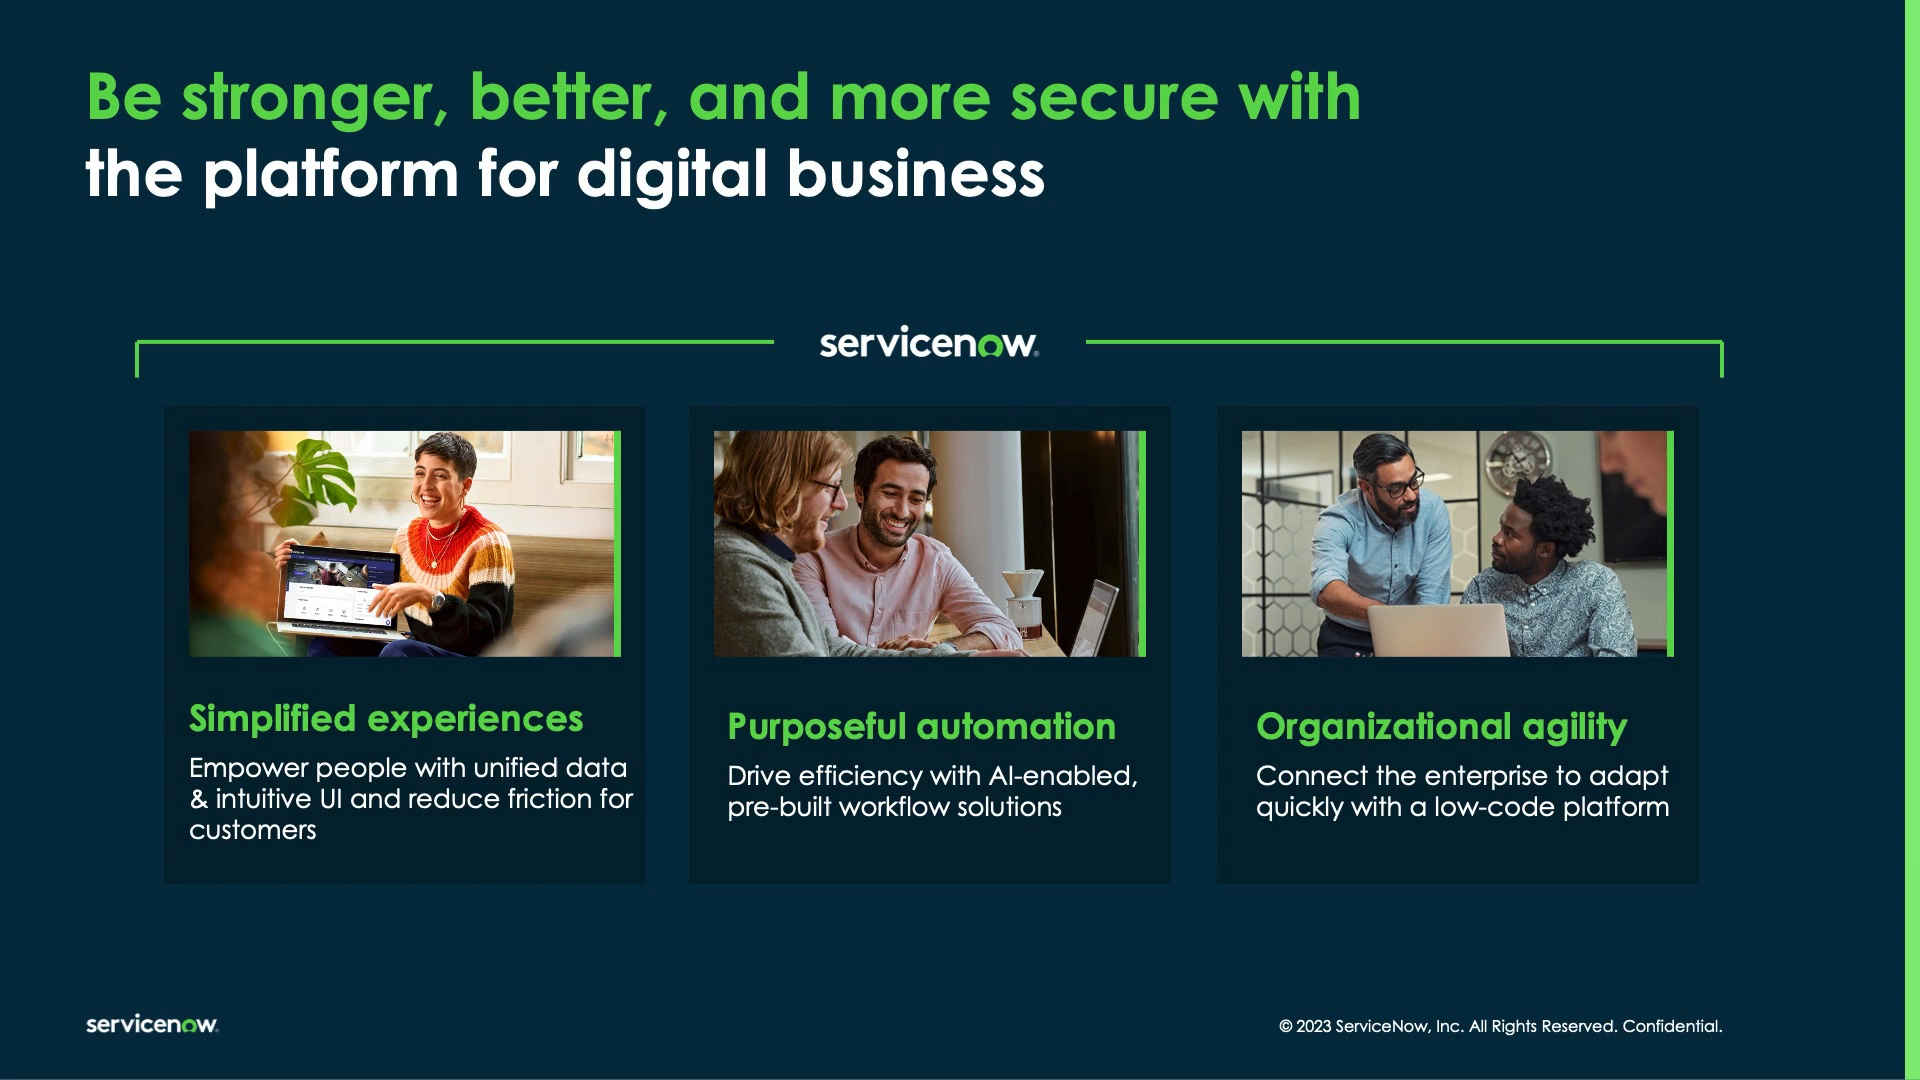 Be stronger, better, and more secure with
the platform for digital business
servicenow®
Simplified experiences
Empower people with unified data
& intuitive UI and reduce friction for
customers
Purposeful automation
Drive efficiency with AI-enabled,
pre-built workflow solutions
Organizational agility
Connect the enterprise to adapt
quickly with a low-code platform
servicenow
© 2023 ServiceNow, Inc. All Rights Reserved. Confidential.